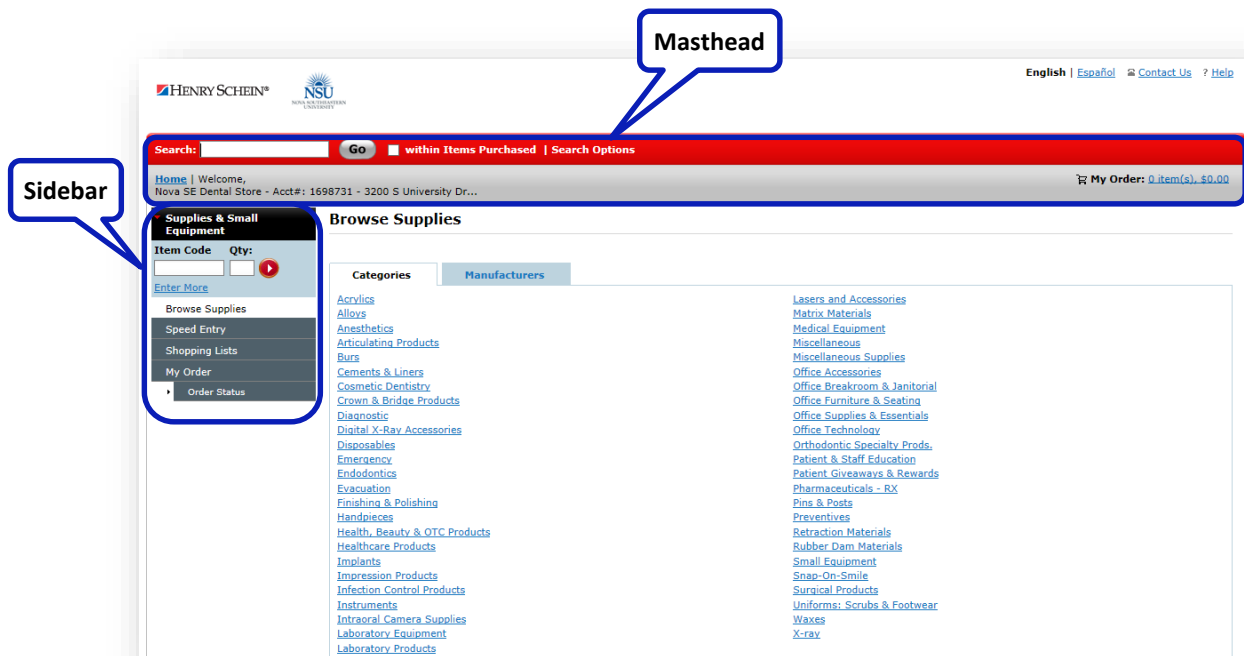 Masthead
English | Español Contact Us ? Help
HENRY SCHEIN®
NSU
NOVA SOUTHEASTERN
UNIVERSITY
Search: Go within Items Purchased | Search Options
Sidebar
Home | Welcome,
Nova SE Dental Store - Acct#: 1698731 - 3200 S University Dr...
My Order: 0 item(s), $0.00
Supplies & Small
Equipment
Item Code Qty:
Enter More
Browse Supplies
Speed Entry
Shopping Lists
My Order
Order Status
Browse Supplies
Categories Manufacturers
Acrylics
Alloys
Anesthetics
Articulating Products
Burs
Cements & Liners
Cosmetic Dentistry
Crown & Bridge Products
Diagnostic
Digital X-Ray Accessories
Disposables
Emergency
Endodontics
Evacuation
Finishing & Polishing
Handpieces
Health, Beauty & OTC Products
Healthcare Products
Implants
Impression Products
Infection Control Products
Instruments
Intraoral Camera Supplies
Laboratory Equipment
Laboratory Products
Lasers and Accessories
Matrix Materials
Medical Equipment
Miscellaneous
Miscellaneous Supplies
Office Accessories
Office Breakroom & Janitorial
Office Furniture & Seating
Office Supplies & Essentials
Office Technology
Orthodontic Specialty Prods.
Patient & Staff Education
Patient Giveaways & Rewards
Pharmaceuticals - RX
Pins & Posts
Preventives
Retraction Materials
Rubber Dam Materials
Small Equipment
Snap-On-Smile
Surgical Products
Uniforms: Scrubs & Footwear
Waxes
X-ray